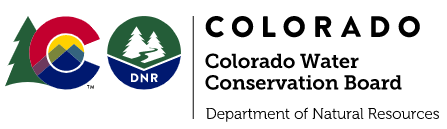 DNR
TM
COLORADO
Colorado Water
Conservation Board
Department of Natural Resources